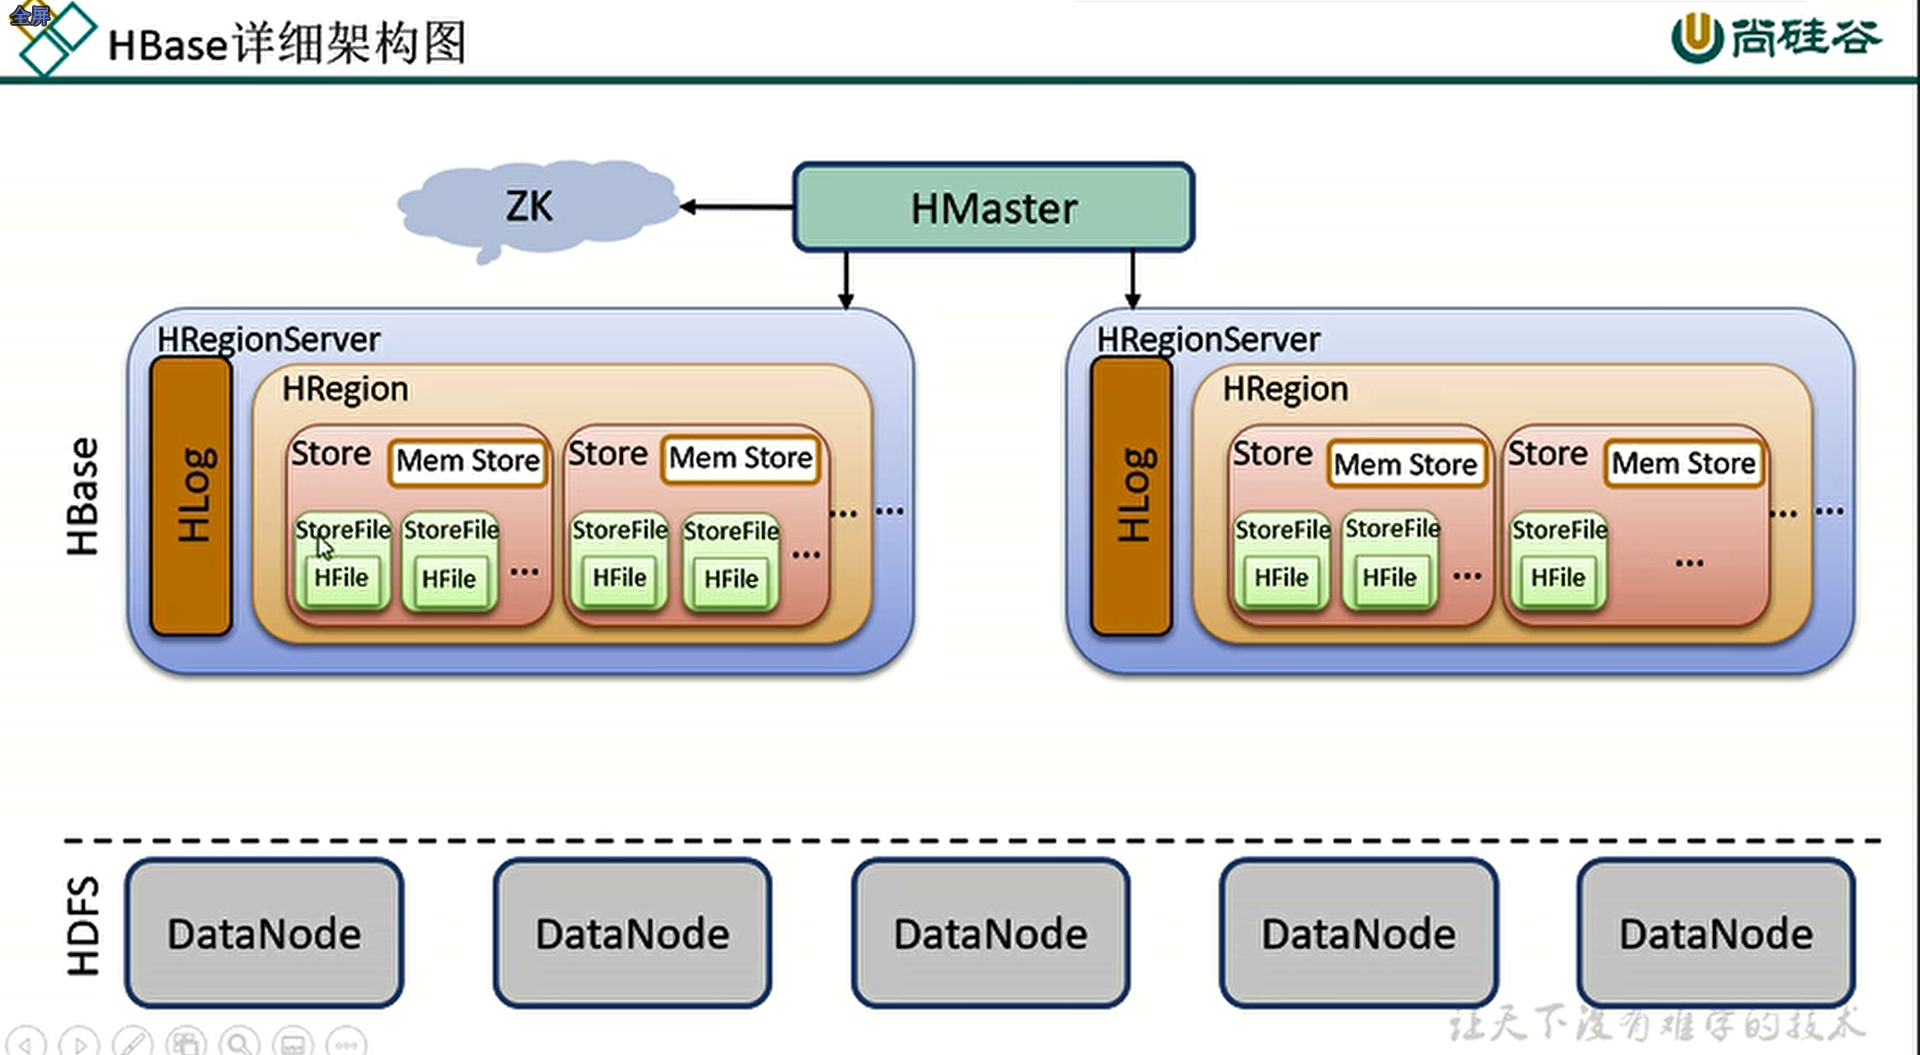 全屏
HBase详细架构图
尚硅谷
ZK
HMaster
HBase
HRegionServer
HLog
HRegion
Store
Mem Store
StoreFile
HFile
StoreFile
HFile
...
Store
Mem Store
StoreFile
HFile
StoreFile
HFile
...
...
...
HRegionServer
HLog
HRegion
Store
Mem Store
StoreFile
HFile
StoreFile
HFile
...
Store
Mem Store
StoreFile
HFile
...
...
...
HDFS
DataNode
DataNode
DataNode
DataNode
DataNode
让天下没有难学的技术